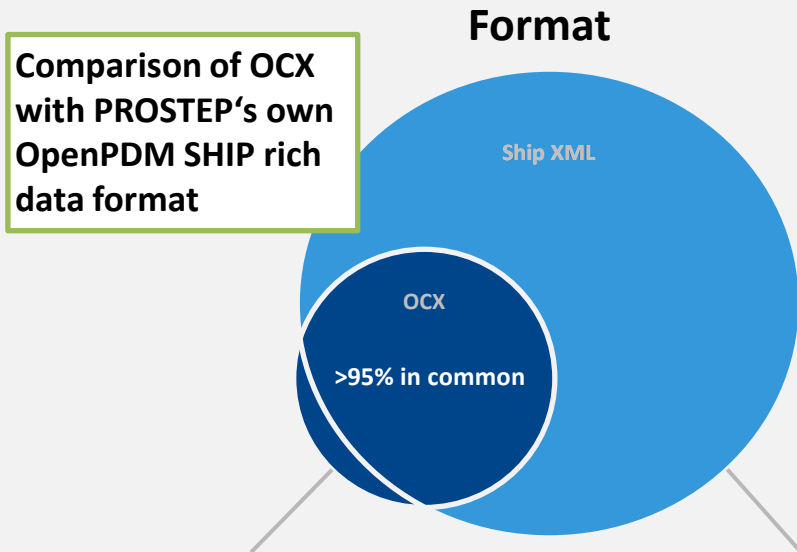 Format
Comparison of OCX
with PROSTEP‘s own
OpenPDM SHIP rich
data format
Ship XML
OCX
>95% in common